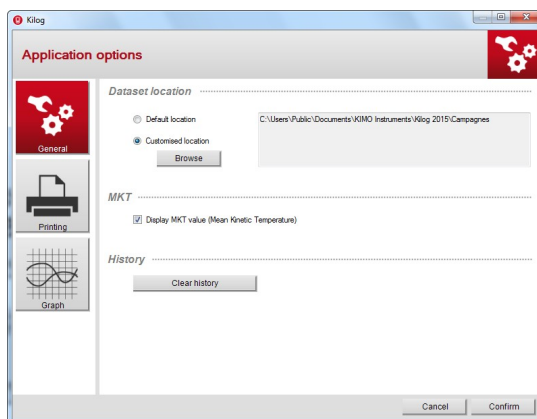 Kilog
Application options
General
Printing
Graph
Dataset location
Default location
C:\Users\Public\Documents\KIMO Instruments\Kilog 2015\Campagnes
Customised location
Browse
MKT
Display MKT value (Mean Kinetic Temperature)
History
Clear history
Cancel
Confirm